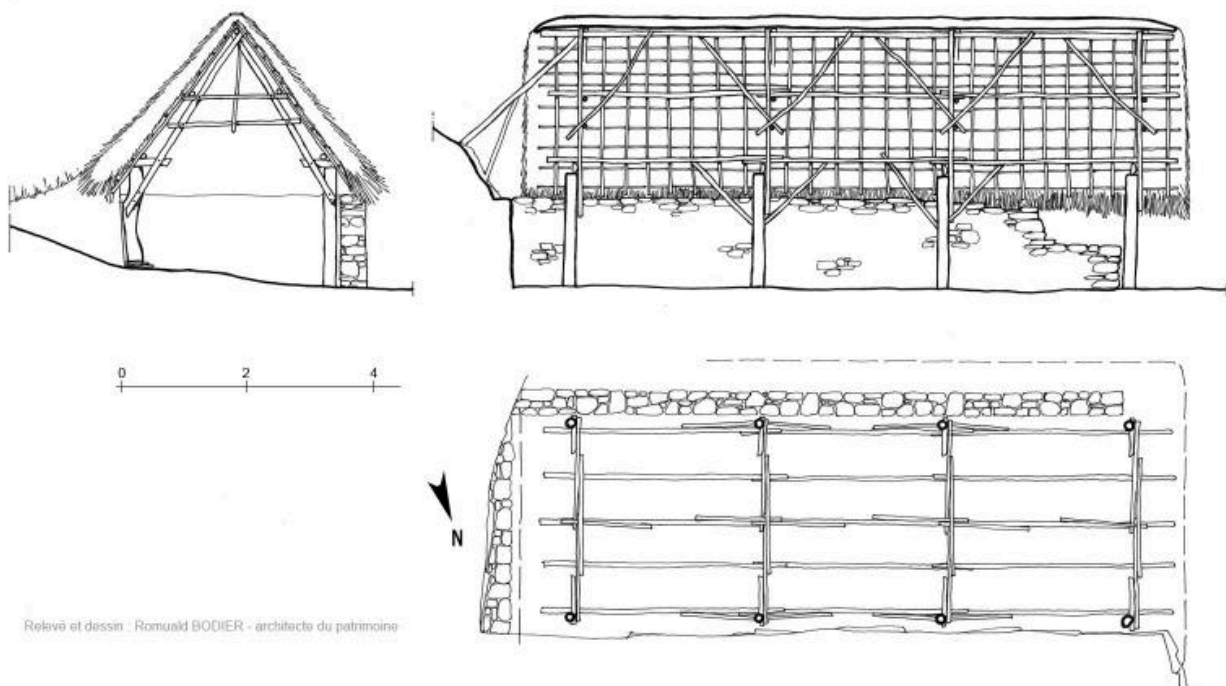 0 2 4
N
Relevé et dessin : Romuald BODIER - architecte du patrimoine